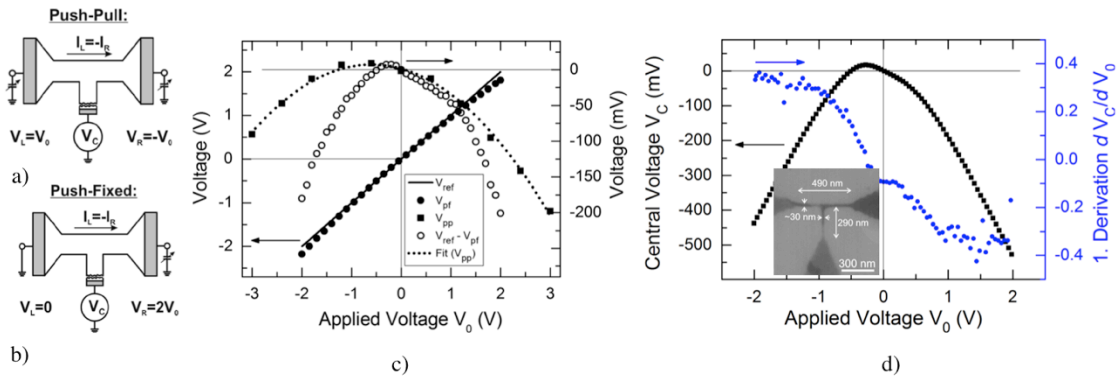 a)
Push-Pull:
I_L=-I_R
V_C
V_L=V_0
V_R=-V_0
b)
Push-Fixed:
I_L=-I_R
V_C
V_L=0
V_R=2V_0
2
1
0
-1
-2
Voltage (V)
0
-50
-100
-150
-200
Voltage (mV)
V_ref
V_pf
V_pp
V_ref - V_pf
Fit (V_pp)
-3 -2 -1 0 1 2 3
Applied Voltage V_0 (V)
c)
0
-100
-200
-300
-400
-500
Central Voltage V_C (mV)
0.4
0.2
0.0
-0.2
-0.4
1. Derivation d V_C/d V_0
490 nm
~30 nm
290 nm
300 nm
-2 -1 0 1 2
Applied Voltage V_0 (V)
d)